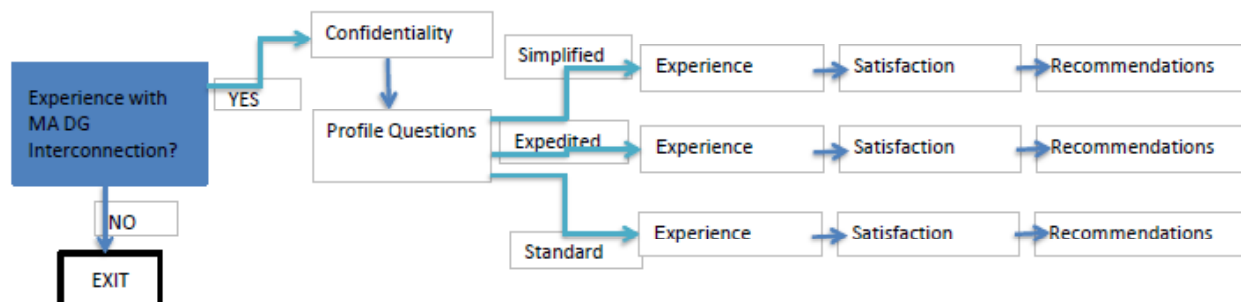 Confidentiality
Simplified
Experience
Satisfaction
Recommendations
Experience with
MA DG
Interconnection?
YES
Profile Questions
Expedited
Experience
Satisfaction
Recommendations
NO
Standard
Experience
Satisfaction
Recommendations
EXIT